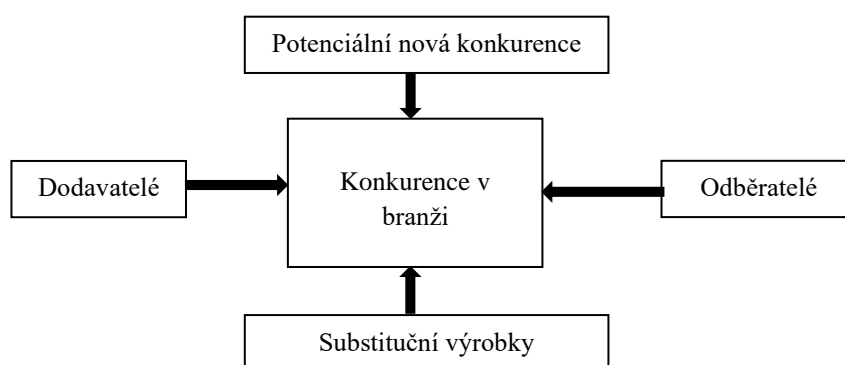 Potenciální nová konkurence
Dodavatelé
Konkurence v
branži
Odběratelé
Substituční výrobky